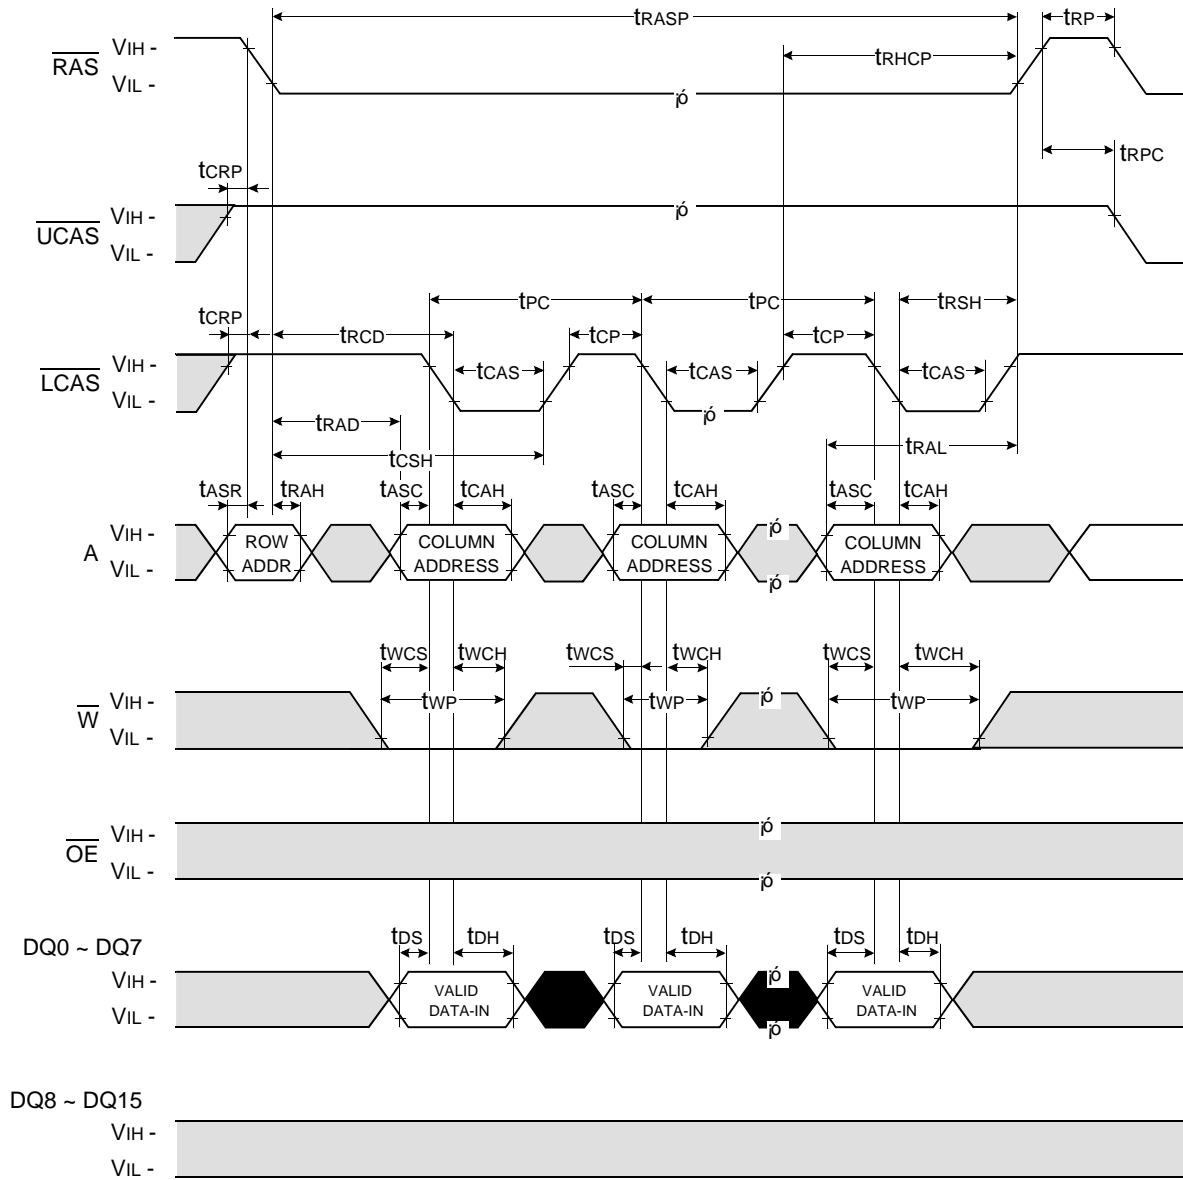 tRASP tRP
RAS VIH -
tRHCP
VIL -
¡ó
tRPC
tCRP
UCAS VIH -
¡ó
VIL -
tPC tPC tRSH
tCRP tRCD tCP tCP
LCAS VIH -
tCAS tCAS tCAS
VIL -
¡ó
tRAD
tCSH
tRAL
tASR tRAH tASC tCAH tASC tCAH tASC tCAH
A VIH -
ROW COLUMN COLUMN ¡ó COLUMN
VIL -
ADDR ADDRESS ADDRESS ¡ó ADDRESS
tWCS tWCH tWCS tWCH tWCS tWCH
W VIH -
tWP tWP ¡ó tWP
VIL -
OE VIH -
¡ó
VIL -
¡ó
DQ0 ~ DQ7
tDS tDH tDS tDH tDS tDH
VIH -
VALID VALID ¡ó VALID
VIL -
DATA-IN DATA-IN ¡ó DATA-IN
DQ8 ~ DQ15
VIH -
VIL -